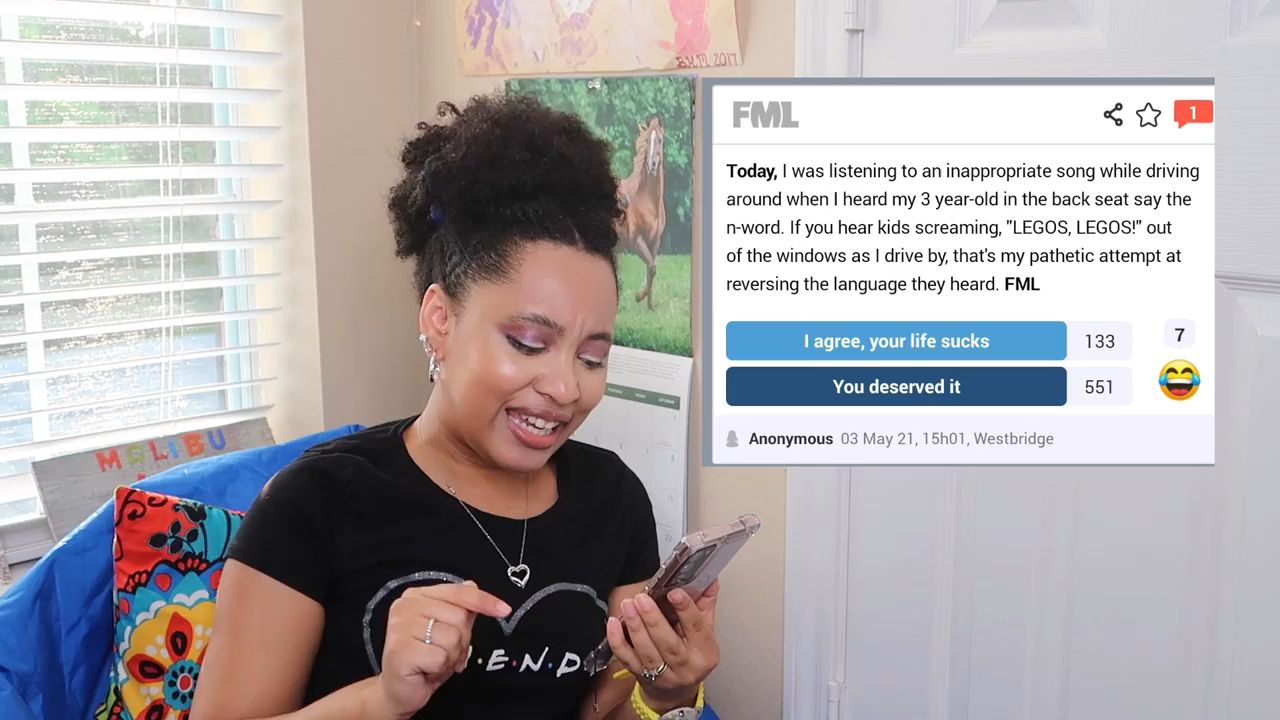 BMTM 2017
FML
1
Today, I was listening to an inappropriate song while driving
around when I heard my 3 year-old in the back seat say the
n-word. If you hear kids screaming, "LEGOS, LEGOS!" out
of the windows as I drive by, that's my pathetic attempt at
reversing the language they heard. FML
I agree, your life sucks 133
7
You deserved it 551
Anonymous 03 May 21, 15h01, Westbridge
MALIBU
I·E·N·D